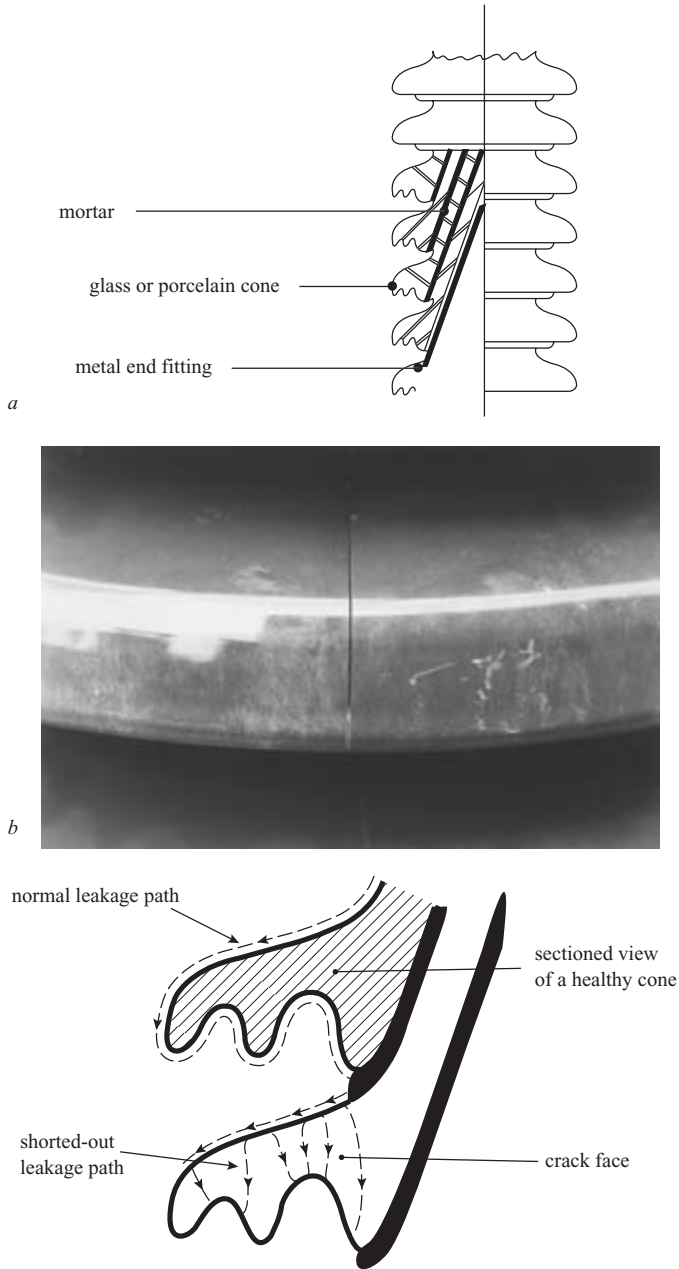 mortar
glass or porcelain cone
metal end fitting
a
b
normal leakage path
sectioned view
of a healthy cone
shorted-out
leakage path
crack face